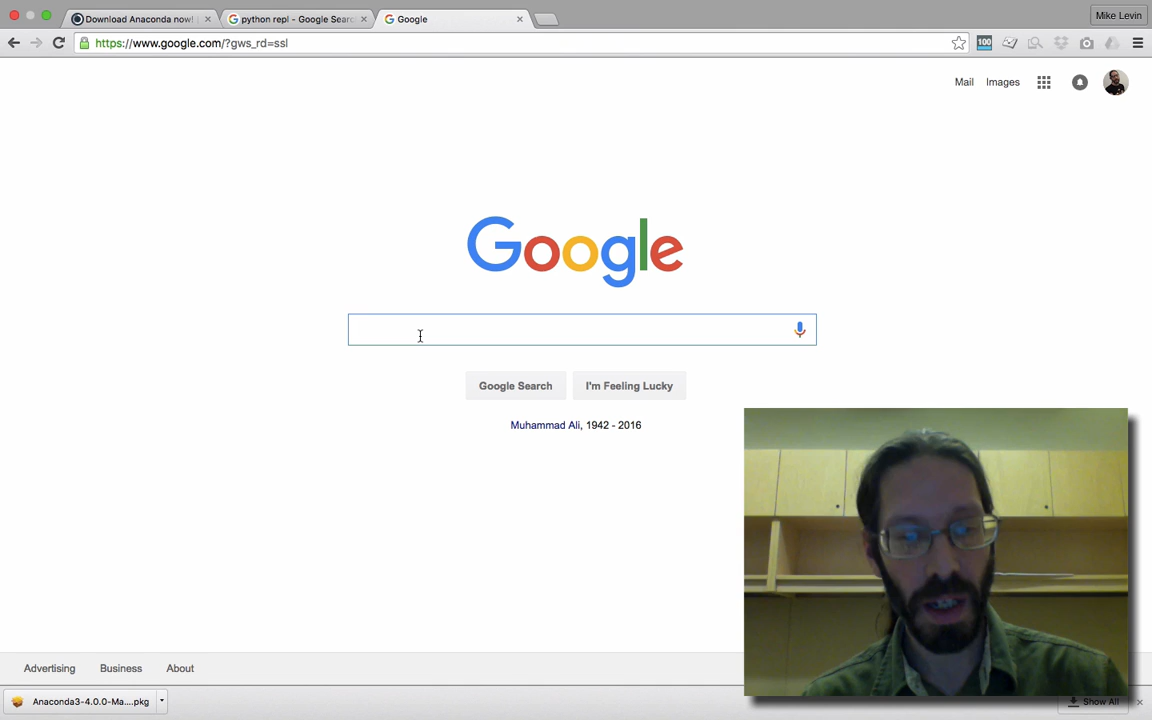 Download Anaconda now!
python repl - Google Searc
Google
Mike Levin
https://www.google.com/?gws_rd=ssl
100
Mail
Images
Google
Google Search
I'm Feeling Lucky
Muhammad Ali, 1942 - 2016
Advertising
Business
About
Anaconda3-4.0.0-Ma....pkg
Show All